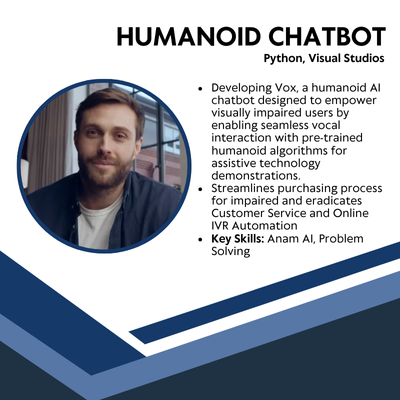 HUMANOID CHATBOT
Python, Visual Studios
• Developing Vox, a humanoid AI
chatbot designed to empower
visually impaired users by
enabling seamless vocal
interaction with pre-trained
humanoid algorithms for
assistive technology
demonstrations.
• Streamlines purchasing process
for impaired and eradicates
Customer Service and Online
IVR Automation
• Key Skills: Anam AI, Problem
Solving